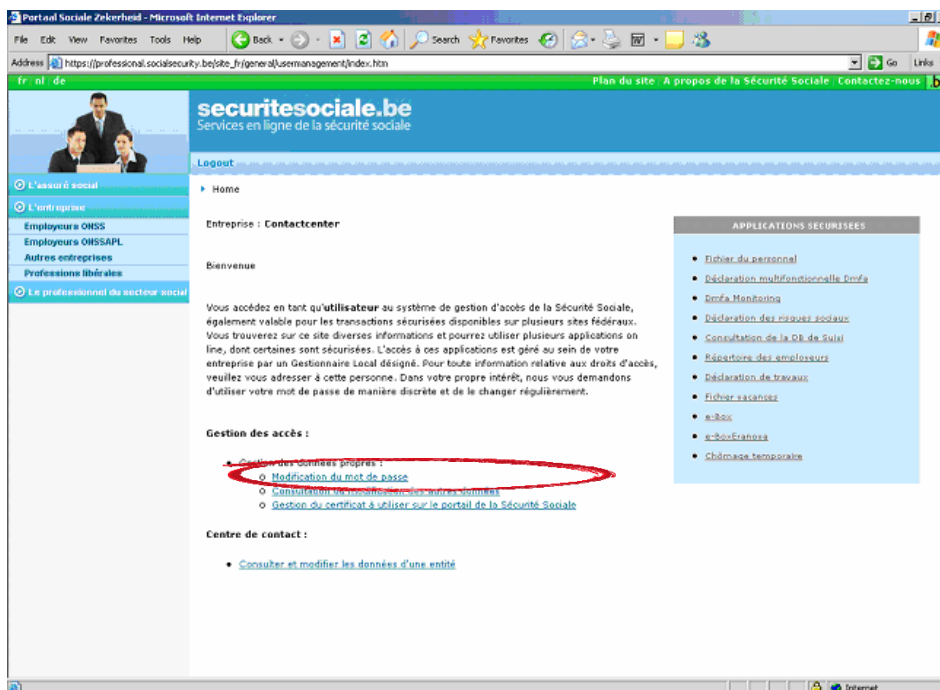 Portaal Sociale Zekerheid - Microsoft Internet Explorer
File Edit View Favorites Tools Help
Back Search Favorites
Address https://professional.socialsecurity.be/site_fr/general/usermanagement/index.htm Go Links
fr nl de
Plan du site A propos de la Sécurité Sociale Contactez-nous
securitesociale.be
Services en ligne de la sécurité sociale
Logout
L'assuré social
L'entreprise
Employeurs ONSS
Employeurs ONSSAPL
Autres entreprises
Professions libérales
Le professionnel du secteur social
Home
Entreprise : Contactcenter
Bienvenue
Vous accédez en tant qu'utilisateur au système de gestion d'accès de la Sécurité Sociale,
également valable pour les transactions sécurisées disponibles sur plusieurs sites fédéraux.
Vous trouverez sur ce site diverses informations et pourrez utiliser plusieurs applications on
line, dont certaines sont sécurisées. L'accès à ces applications est géré au sein de votre
entreprise par un Gestionnaire Local désigné. Pour toute information relative aux droits d'accès,
veuillez vous adresser à cette personne. Dans votre propre intérêt, nous vous demandons
d'utiliser votre mot de passe de manière discrète et de le changer régulièrement.
Gestion des accès :
Gestion des données propres :
Modification du mot de passe
Consultation ou modification des autres données
Gestion du certificat à utiliser sur le portail de la Sécurité Sociale
Centre de contact :
Consulter et modifier les données d'une entité
APPLICATIONS SECURISEES
Fichier du personnel
Déclaration multifonctionnelle Dmfa
Dmfa Monitoring
Déclaration des risques sociaux
Consultation de la DB de Suivi
Répertoire des employeurs
Déclaration de travaux
Fichier vacances
e-Box
e-BoxEranova
Chômage temporaire
Internet